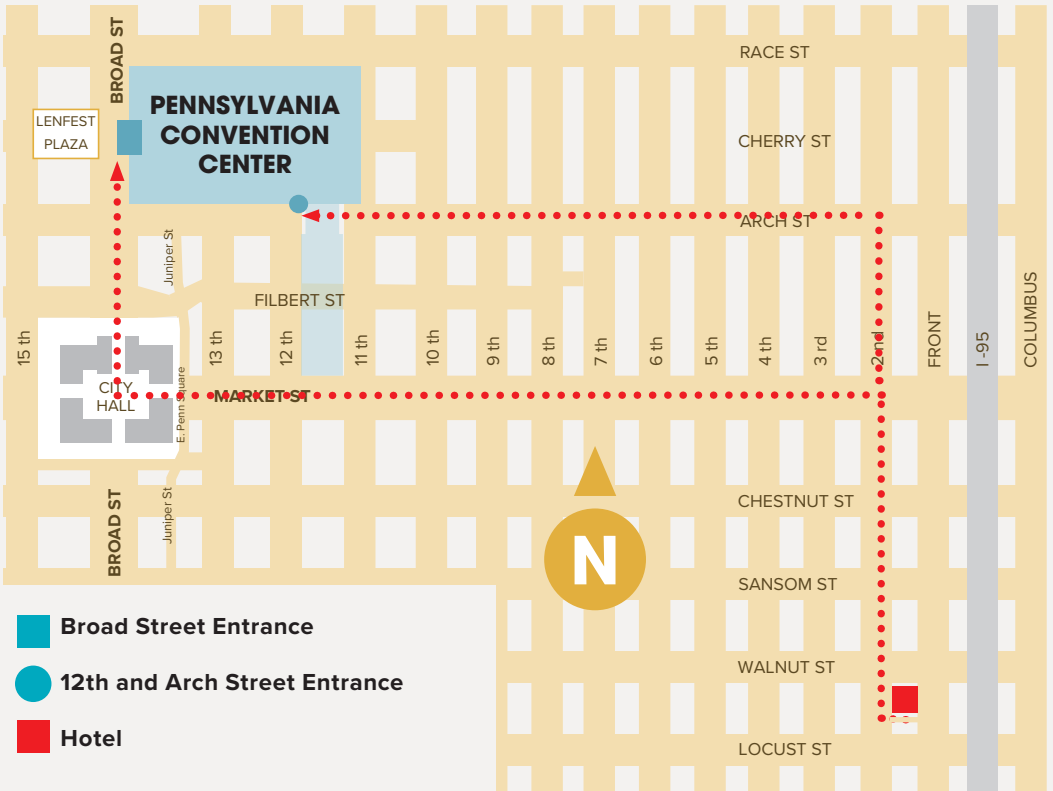 BROAD ST
RACE ST
LENFEST
PLAZA
PENNSYLVANIA
CONVENTION
CENTER
CHERRY ST
ARCH ST
Juniper St
FILBERT ST
15 th
13 th
12 th
11 th
10 th
9 th
8 th
7 th
6 th
5 th
4 th
3 rd
2 nd
FRONT
I -95
COLUMBUS
CITY
HALL
E. Penn Square
MARKET ST
BROAD ST
Juniper St
CHESTNUT ST
N
SANSOM ST
WALNUT ST
LOCUST ST
Broad Street Entrance
12th and Arch Street Entrance
Hotel